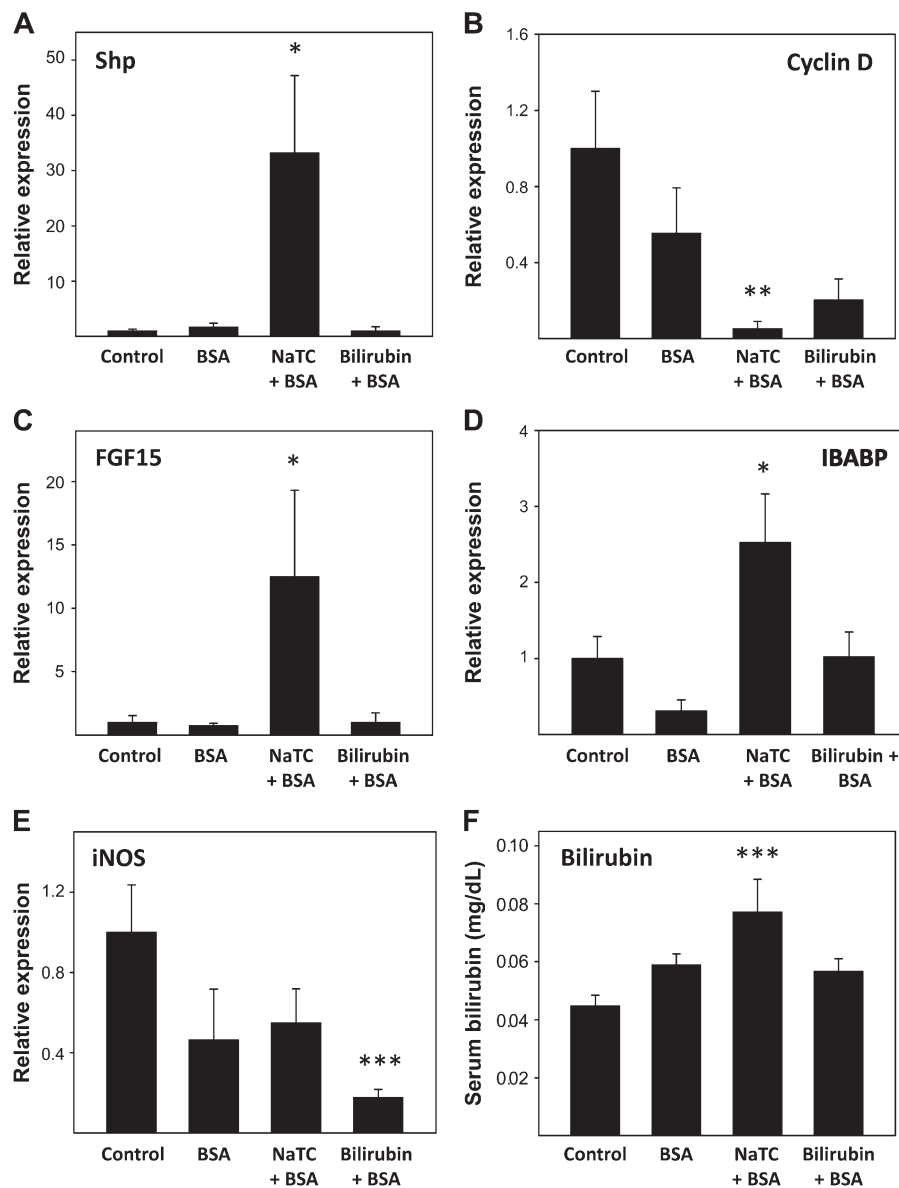 A
Shp
*
Relative expression
50
40
30
20
10
Control
BSA
NaTC
+ BSA
Bilirubin
+ BSA
B
Cyclin D
**
Relative expression
1.6
1.2
0.8
0.4
Control
BSA
NaTC
+ BSA
Bilirubin
+ BSA
C
FGF15
*
Relative expression
20
15
10
5
Control
BSA
NaTC
+ BSA
Bilirubin
+ BSA
D
IBABP
*
Relative expression
4
3
2
1
Control
BSA
NaTC
+ BSA
Bilirubin +
BSA
E
iNOS
***
Relative expression
1.2
0.8
0.4
Control
BSA
NaTC
+ BSA
Bilirubin
+ BSA
F
Bilirubin
***
Serum bilirubin (mg/dL)
0.10
0.08
0.06
0.04
0.02
Control
BSA
NaTC
+ BSA
Bilirubin
+ BSA